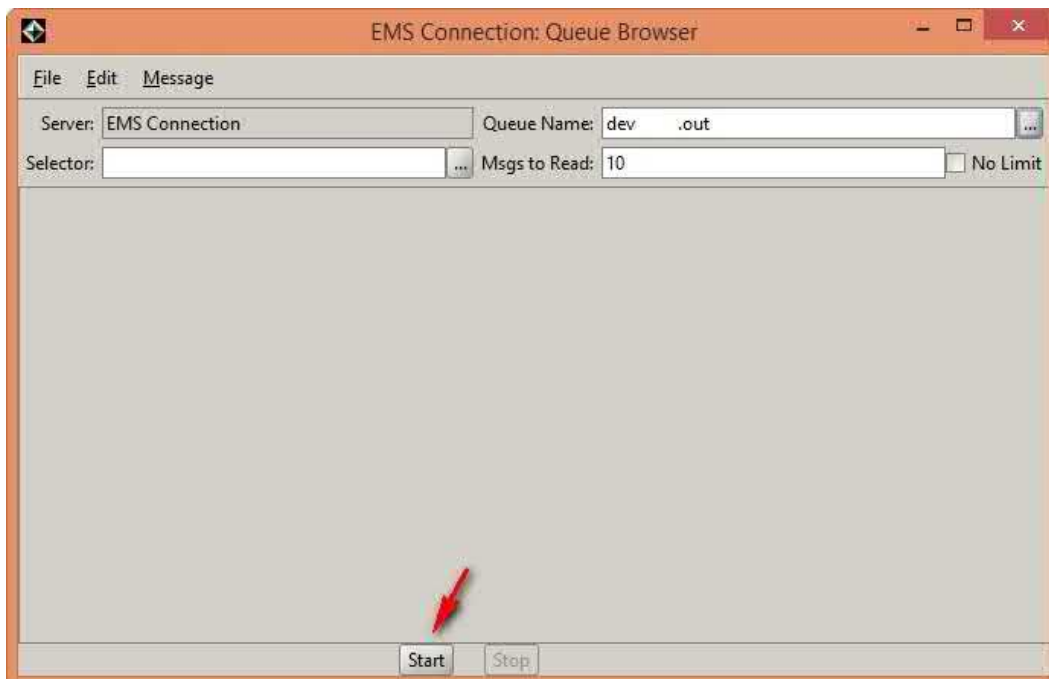 EMS Connection: Queue Browser
File Edit Message
Server: EMS Connection Queue Name: dev .out ...
Selector: ... Msgs to Read: 10 No Limit
Start Stop